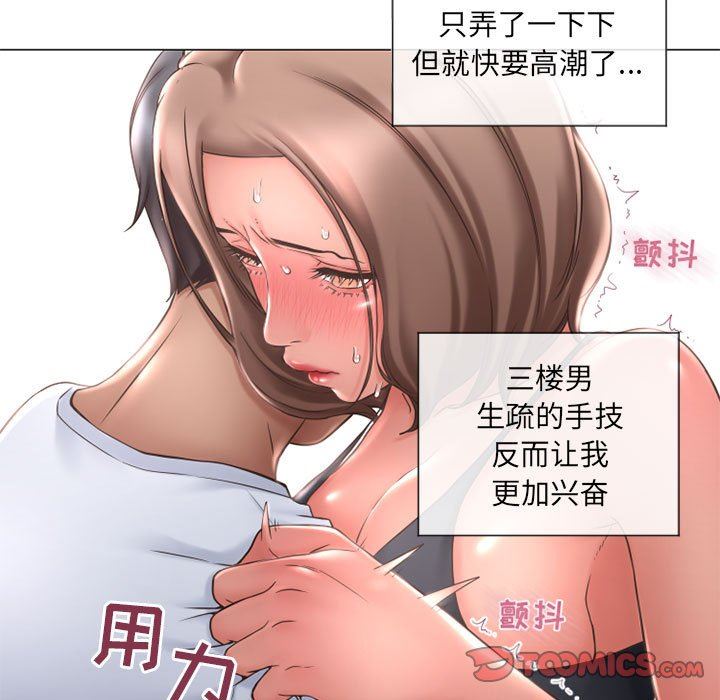 只弄了一下下
但就快要高潮了...
颤抖
三楼男
生疏的手技
反而让我
更加兴奋
颤抖
用力
TOOMICS.COM